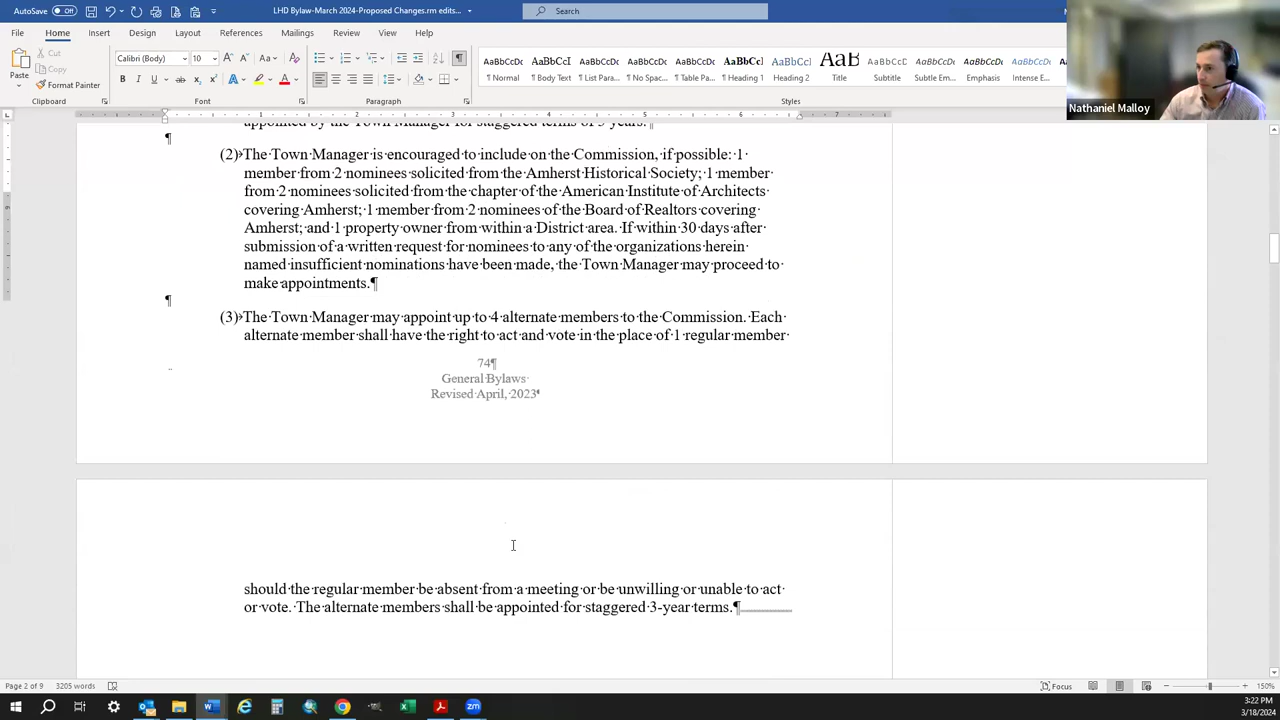 AutoSave Off LHD Bylaw-March 2024-Proposed Changes.rm edits... Search
File Home Insert Design Layout References Mailings Review View Help
Paste Cut Copy Format Painter Clipboard
Calibri (Body) 10 Font
Paragraph
AaBbCcDc AaBbCcI AaBbCcDc AaBbCcDc AaBbCcDc AaBbCc AaBbCcD AaB AaBbCcD AaBbCcDc AaBbCcDc AaBbCcDc
¶ Normal ¶ Body Text ¶ List Para... ¶ No Spac... ¶ Table Pa... ¶ Heading 1 Heading 2 Title Subtitle Subtle Em... Emphasis Intense E...
Styles
Nathaniel Malloy
appointed by the Town Manager for staggered terms of 3 years.¶
¶
(2) The Town Manager is encouraged to include on the Commission, if possible: 1
member from 2 nominees solicited from the Amherst Historical Society; 1 member
from 2 nominees solicited from the chapter of the American Institute of Architects
covering Amherst; 1 member from 2 nominees of the Board of Realtors covering
Amherst; and 1 property owner from within a District area. If within 30 days after
submission of a written request for nominees to any of the organizations herein
named insufficient nominations have been made, the Town Manager may proceed to
make appointments.¶
¶
(3) The Town Manager may appoint up to 4 alternate members to the Commission. Each
alternate member shall have the right to act and vote in the place of 1 regular member
74¶
General Bylaws
Revised April, 2023¶
should the regular member be absent from a meeting or be unwilling or unable to act
or vote. The alternate members shall be appointed for staggered 3-year terms.¶
Page 2 of 9 3205 words Focus 150%
3:22 PM
3/18/2024